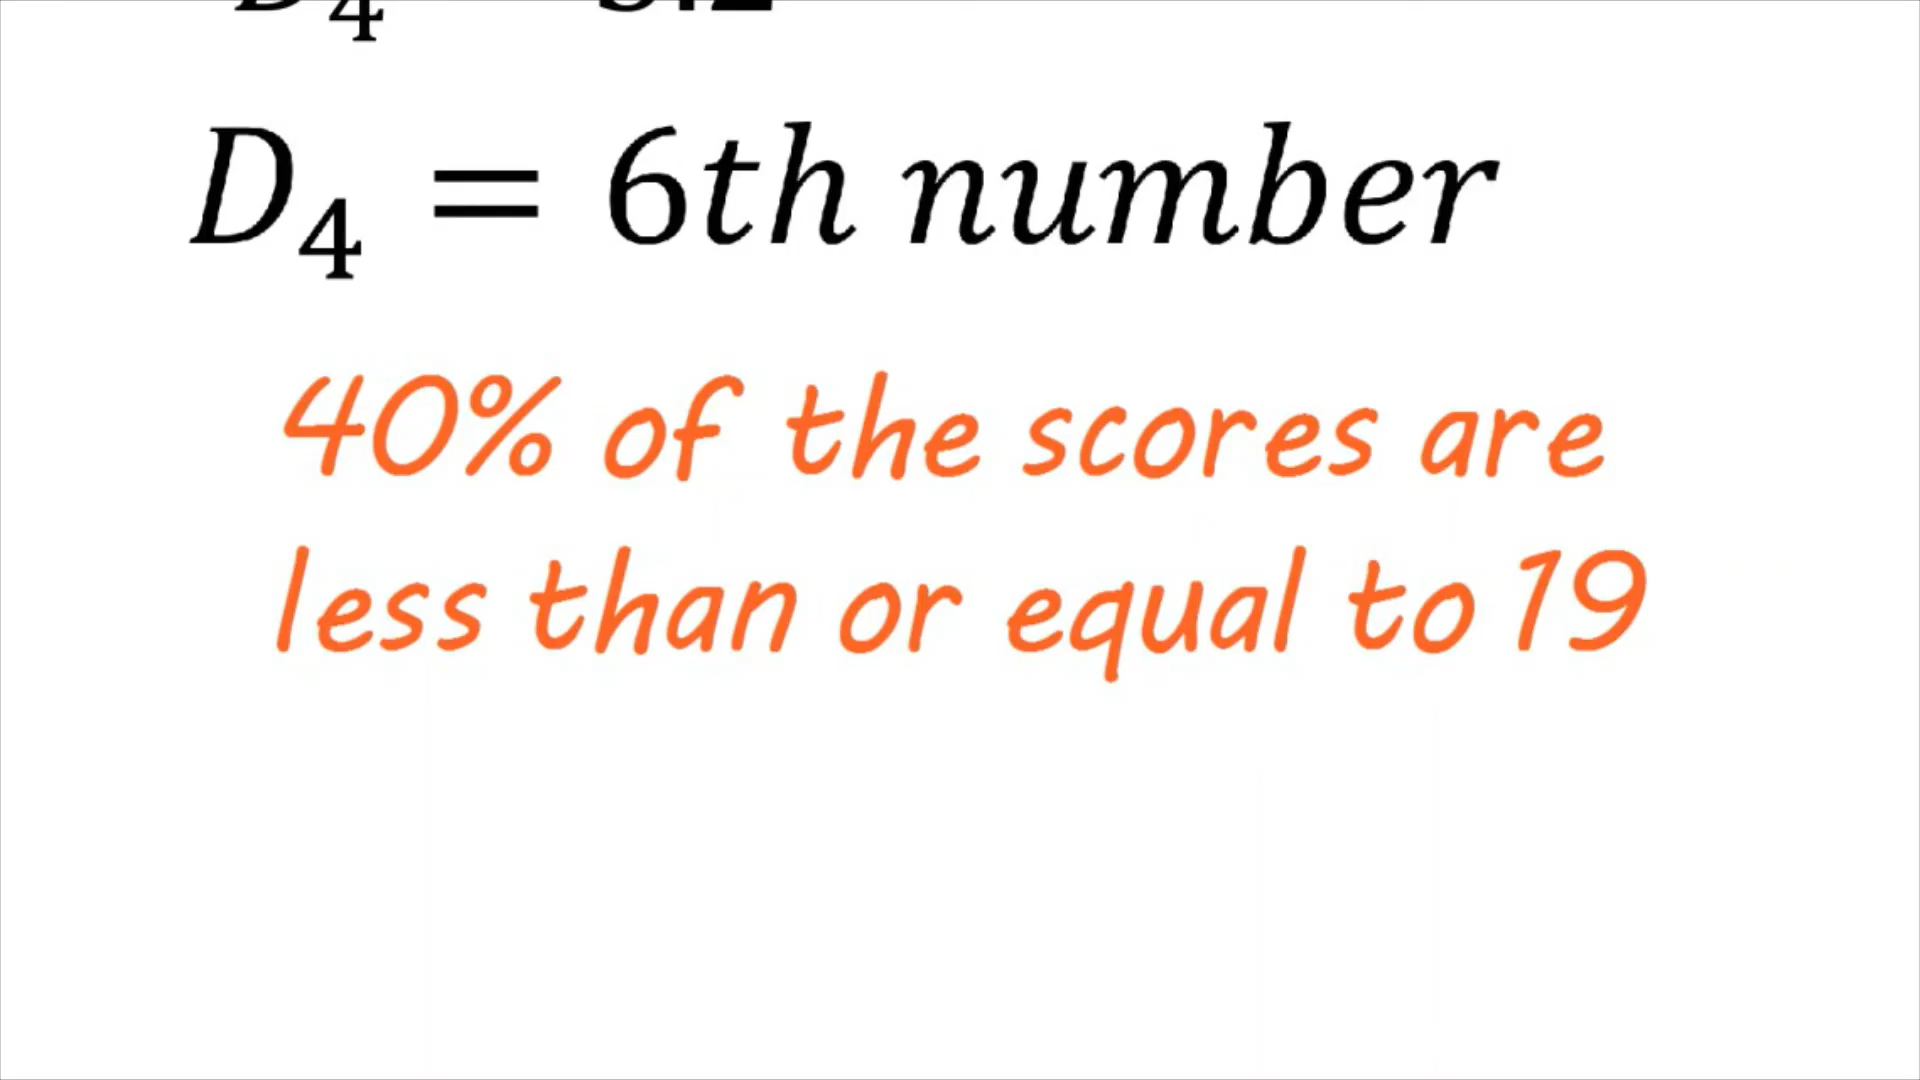 D₄ = 6th number
40% of the scores are
less than or equal to 19